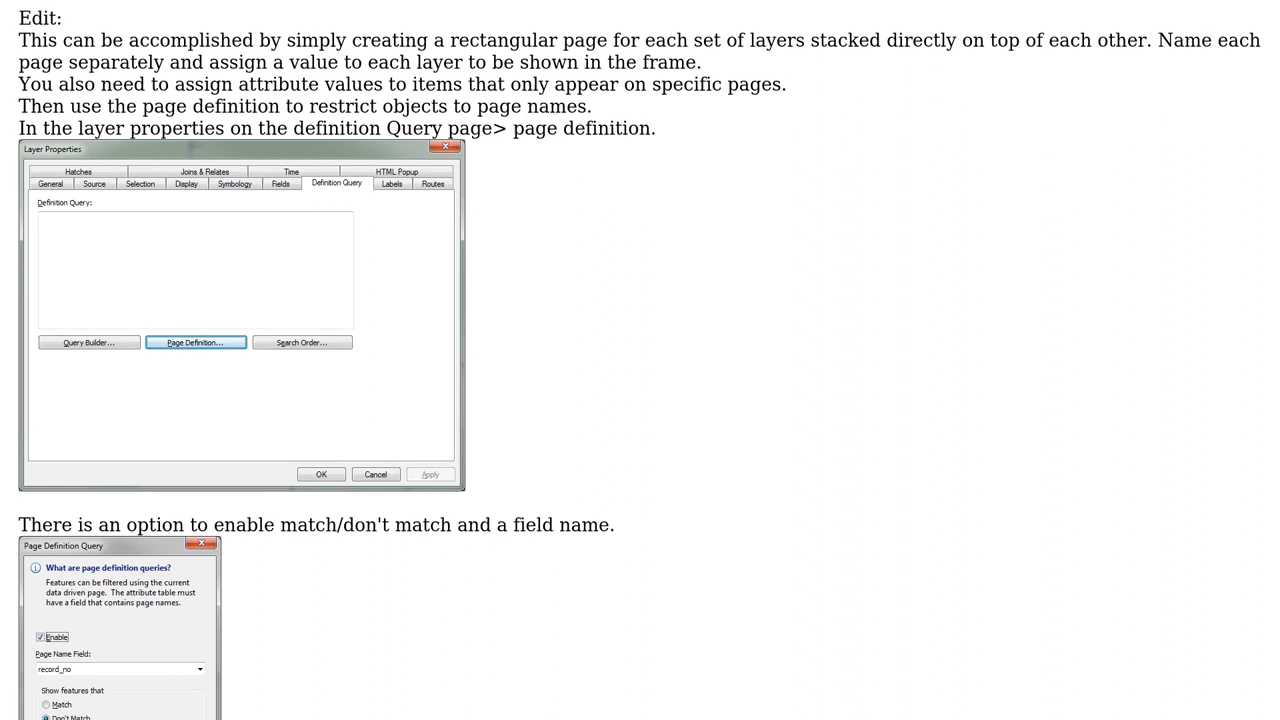 Edit:
This can be accomplished by simply creating a rectangular page for each set of layers stacked directly on top of each other. Name each
page separately and assign a value to each layer to be shown in the frame.
You also need to assign attribute values to items that only appear on specific pages.
Then use the page definition to restrict objects to page names.
In the layer properties on the definition Query page> page definition.
Layer Properties
Hatches Joins & Relates Time HTML Popup
General Source Selection Display Symbology Fields Definition Query Labels Routes
Definition Query:
Query Builder... Page Definition... Search Order...
OK Cancel Apply
There is an option to enable match/don't match and a field name.
Page Definition Query
What are page definition queries?
Features can be filtered using the current
data driven page. The attribute table must
have a field that contains page names.
Enable
Page Name Field:
record_no
Show features that
Match
Don't Match